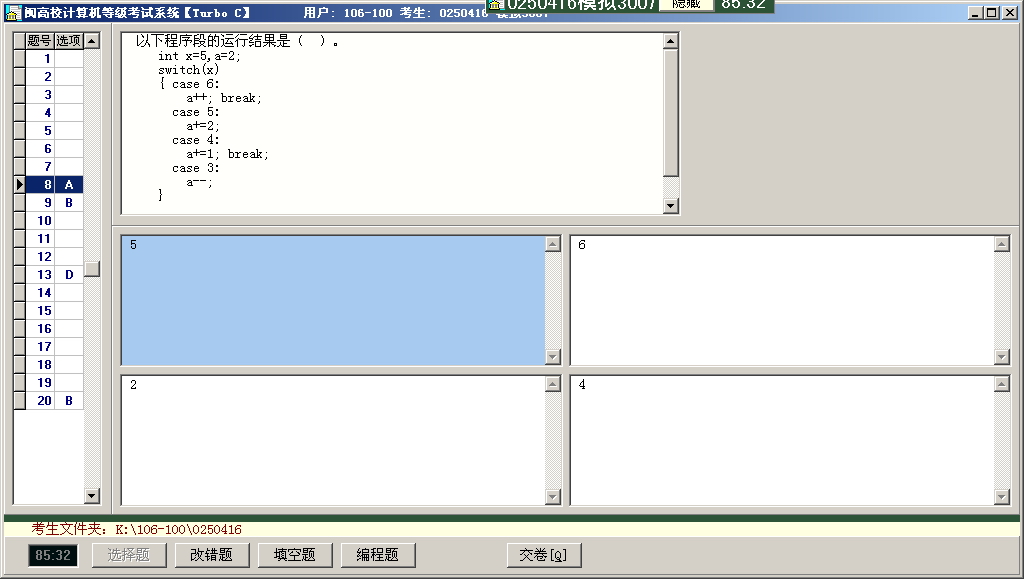 闽高校计算机等级考试系统【Turbo C】 用户: 106-100 考生: 0250416 模拟3007
0250416模拟3007 隐藏 85:32
题号 选项
1
2
3
4
5
6
7
8 A
9 B
10
11
12
13 D
14
15
16
17
18
19
20 B
以下程序段的运行结果是（ ）。
int x=5,a=2;
switch(x)
{ case 6:
a++; break;
case 5:
a+=2;
case 4:
a+=1; break;
case 3:
a--;
}
5
6
2
4
考生文件夹: K:\106-100\0250416
85:32 选择题 改错题 填空题 编程题 交卷[Q]